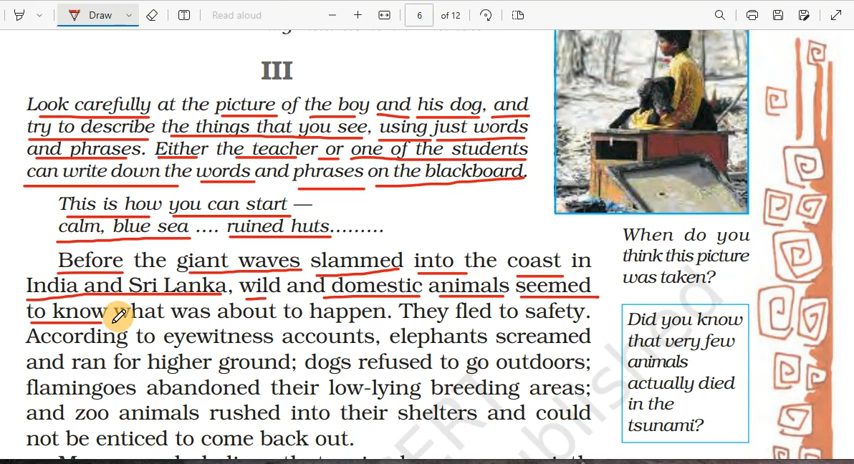 Draw
Read aloud
6
of 12
III
Look carefully at the picture of the boy and his dog, and
try to describe the things that you see, using just words
and phrases. Either the teacher or one of the students
can write down the words and phrases on the blackboard.
This is how you can start —
calm, blue sea .... ruined huts.........
Before the giant waves slammed into the coast in
India and Sri Lanka, wild and domestic animals seemed
to know what was about to happen. They fled to safety.
According to eyewitness accounts, elephants screamed
and ran for higher ground; dogs refused to go outdoors;
flamingoes abandoned their low-lying breeding areas;
and zoo animals rushed into their shelters and could
not be enticed to come back out.
When do you
think this picture
was taken?
Did you know
that very few
animals
actually died
in the
tsunami?